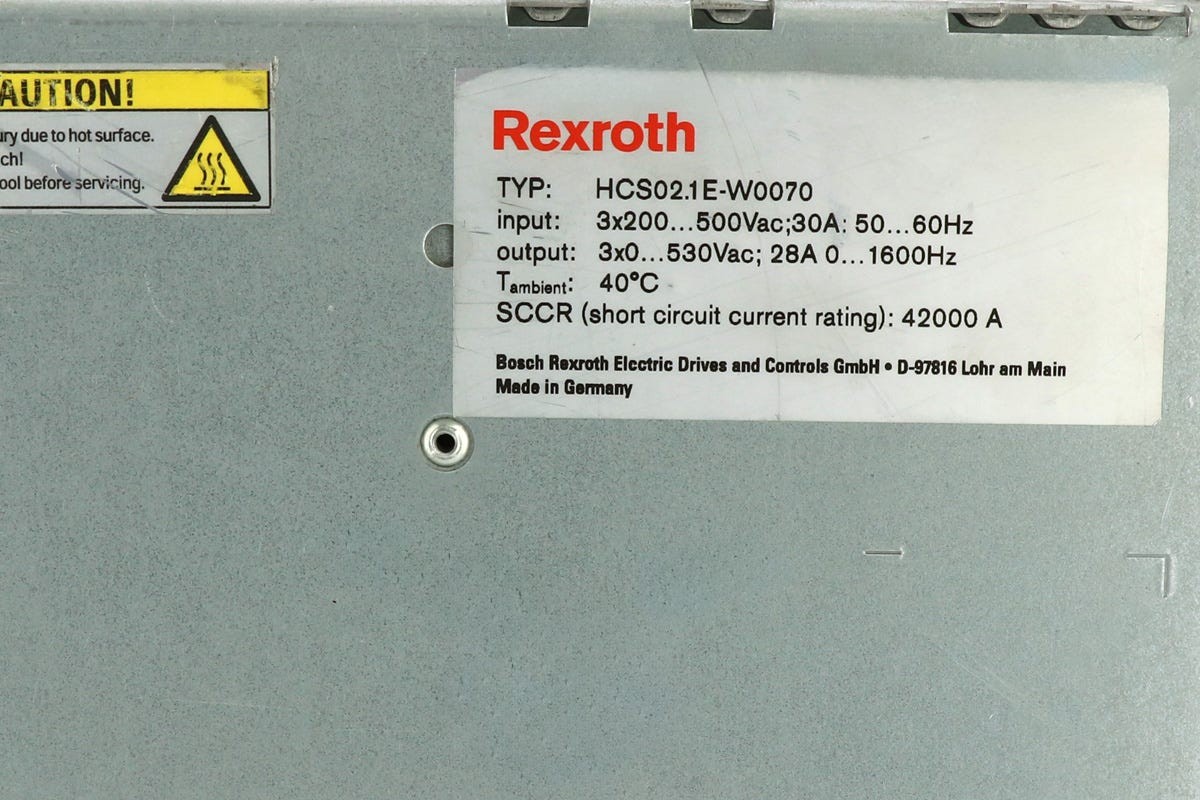 AUTION!
ury due to hot surface.
ch!
ool before servicing.
Rexroth
TYP: HCS02.1E-W0070
input: 3x200...500Vac;30A: 50...60Hz
output: 3x0...530Vac; 28A 0...1600Hz
Tambient: 40°C
SCCR (short circuit current rating): 42000 A
Bosch Rexroth Electric Drives and Controls GmbH • D-97816 Lohr am Main
Made in Germany